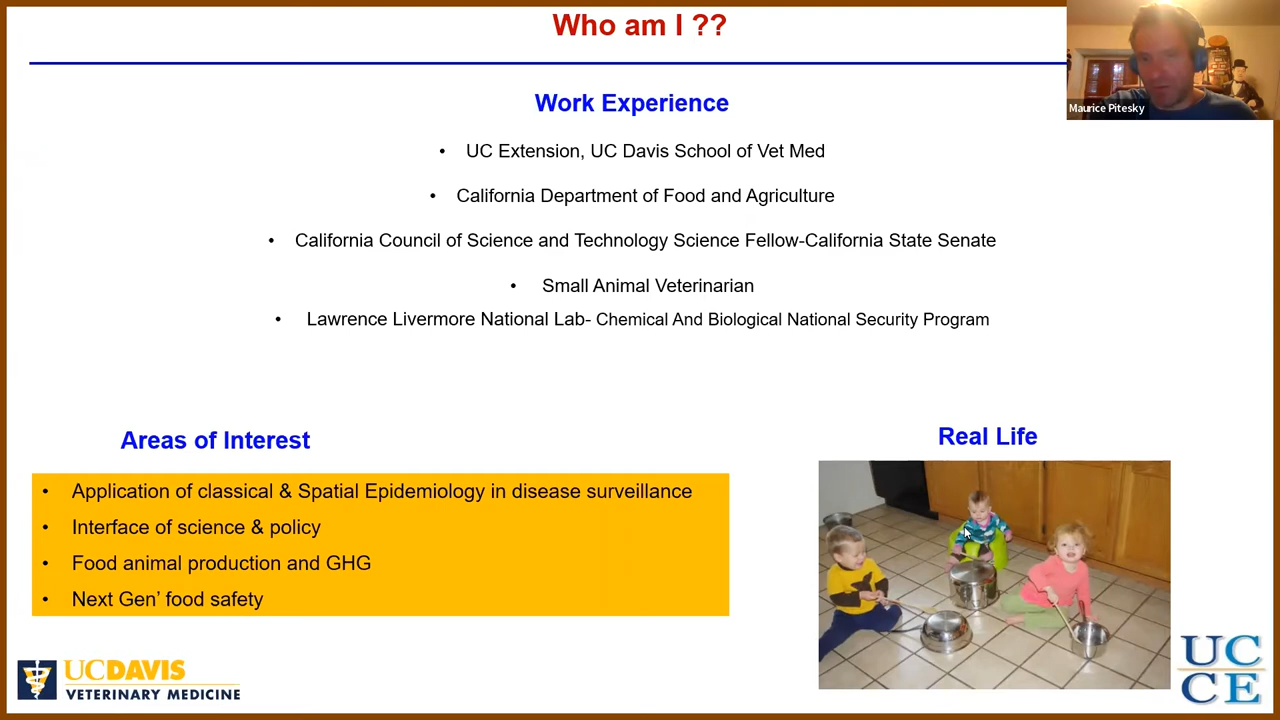 Who am I ??
Maurice Pitesky
Work Experience
• UC Extension, UC Davis School of Vet Med
• California Department of Food and Agriculture
• California Council of Science and Technology Science Fellow-California State Senate
• Small Animal Veterinarian
• Lawrence Livermore National Lab- Chemical And Biological National Security Program
Areas of Interest
• Application of classical & Spatial Epidemiology in disease surveillance
• Interface of science & policy
• Food animal production and GHG
• Next Gen’ food safety
Real Life
UCDAVIS
VETERINARY MEDICINE
UC
CE